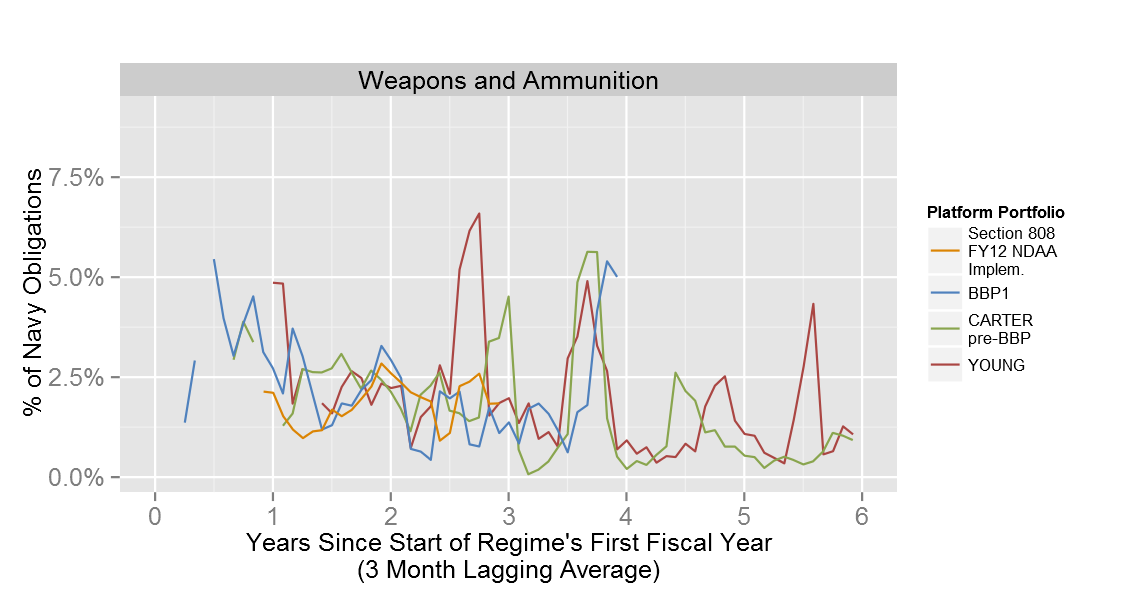 Weapons and Ammunition
% of Navy Obligations
7.5%
5.0%
2.5%
0.0%
0 1 2 3 4 5 6
Years Since Start of Regime's First Fiscal Year
(3 Month Lagging Average)
Platform Portfolio
Section 808
FY12 NDAA
Implem.
BBP1
CARTER
pre-BBP
YOUNG